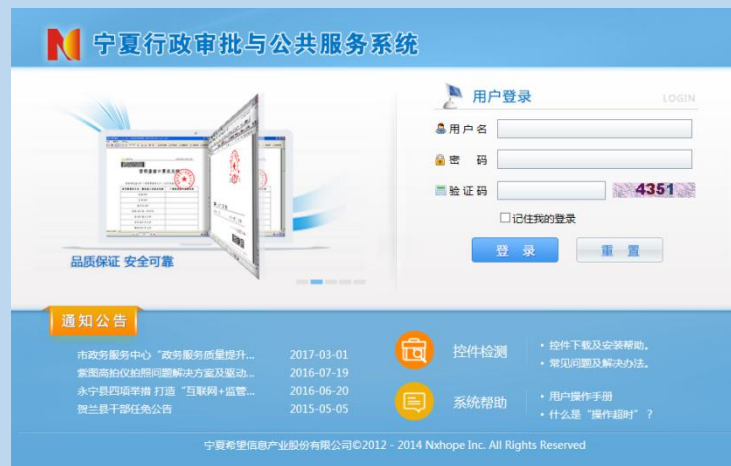 宁夏行政审批与公共服务系统
用户登录
LOGIN
用户名
密 码
验证码
4351
记住我的登录
登 录
重 置
品质保证 安全可靠
通知公告
市政务服务中心“政务服务质量提升... 2017-03-01
紫图高拍仪拍照问题解决方案及驱动... 2016-07-19
永宁县四项举措 打造“互联网+监管... 2016-06-20
贺兰县干部任免公告 2015-05-05
控件检测
·控件下载及安装帮助。
·常见问题及解决办法。
系统帮助
·用户操作手册
·什么是“操作超时”？
宁夏希望信息产业股份有限公司©2012 - 2014 Nxhope Inc. All Rights Reserved